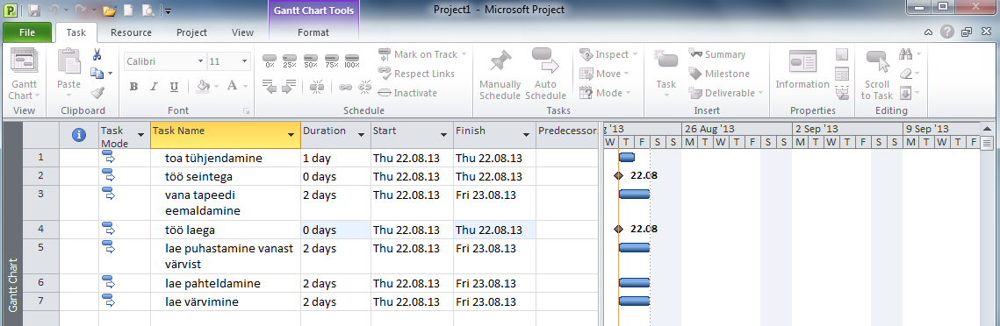 Gantt Chart Tools
Project1 - Microsoft Project
File Task Resource Project View Format
Gantt Chart
View
Paste
Clipboard
Calibri 11
B I U A
Font
0% 25% 50% 75% 100%
Mark on Track
Respect Links
Inactivate
Schedule
Manually Schedule
Auto Schedule
Inspect
Move
Mode
Tasks
Task
Summary
Milestone
Deliverable
Insert
Information
Properties
Scroll to Task
Editing
Task Mode Task Name Duration Start Finish Predecessor
'13 26 Aug '13 2 Sep '13 9 Sep '13
W T F S S M T W T F S S M T W T F S S M T W T F
1 toa tühjendamine 1 day Thu 22.08.13 Thu 22.08.13
2 töö seintega 0 days Thu 22.08.13 Thu 22.08.13 22.08
3 vana tapeedi eemaldamine 2 days Thu 22.08.13 Fri 23.08.13
4 töö laega 0 days Thu 22.08.13 Thu 22.08.13 22.08
5 lae puhastamine vanast värvist 2 days Thu 22.08.13 Fri 23.08.13
6 lae pahteldamine 2 days Thu 22.08.13 Fri 23.08.13
7 lae värvimine 2 days Thu 22.08.13 Fri 23.08.13
Gantt Chart